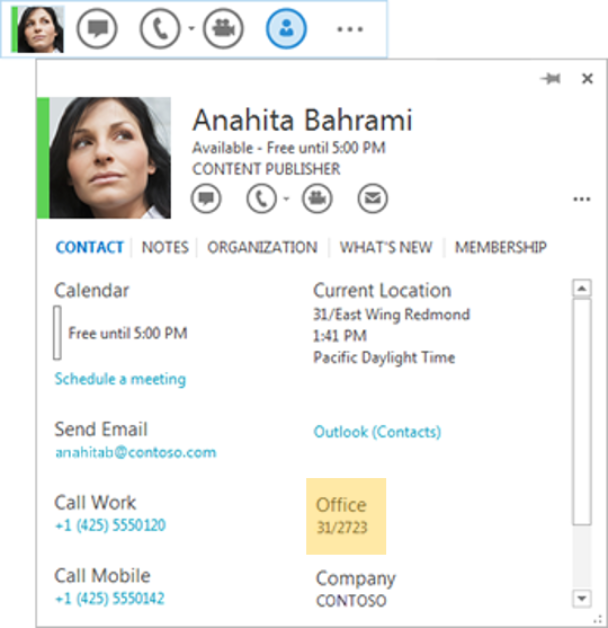 Anahita Bahrami
Available - Free until 5:00 PM
CONTENT PUBLISHER
CONTACT NOTES ORGANIZATION WHAT'S NEW MEMBERSHIP
Calendar
Free until 5:00 PM
Schedule a meeting
Current Location
31/East Wing Redmond
1:41 PM
Pacific Daylight Time
Send Email
anahitab@contoso.com
Outlook (Contacts)
Call Work
+1 (425) 5550120
Office
31/2723
Call Mobile
+1 (425) 5550142
Company
CONTOSO